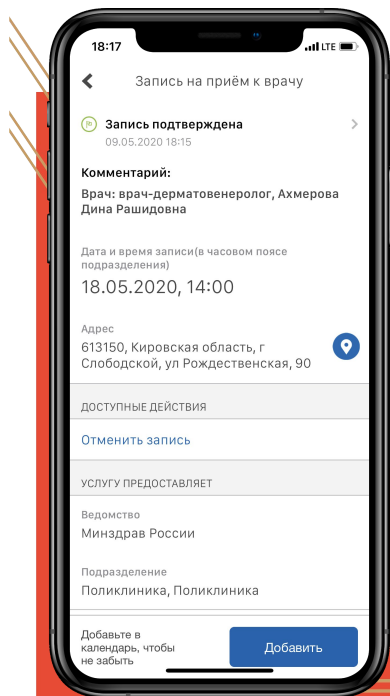 18:17
LTE
Запись на приём к врачу
Запись подтверждена
09.05.2020 18:15
Комментарий:
Врач: врач-дерматовенеролог, Ахмерова
Дина Рашидовна
Дата и время записи(в часовом поясе
подразделения)
18.05.2020, 14:00
Адрес
613150, Кировская область, г
Слободской, ул Рождественская, 90
ДОСТУПНЫЕ ДЕЙСТВИЯ
Отменить запись
УСЛУГУ ПРЕДОСТАВЛЯЕТ
Ведомство
Минздрав России
Подразделение
Поликлиника, Поликлиника
Добавьте в
календарь, чтобы
не забыть
Добавить